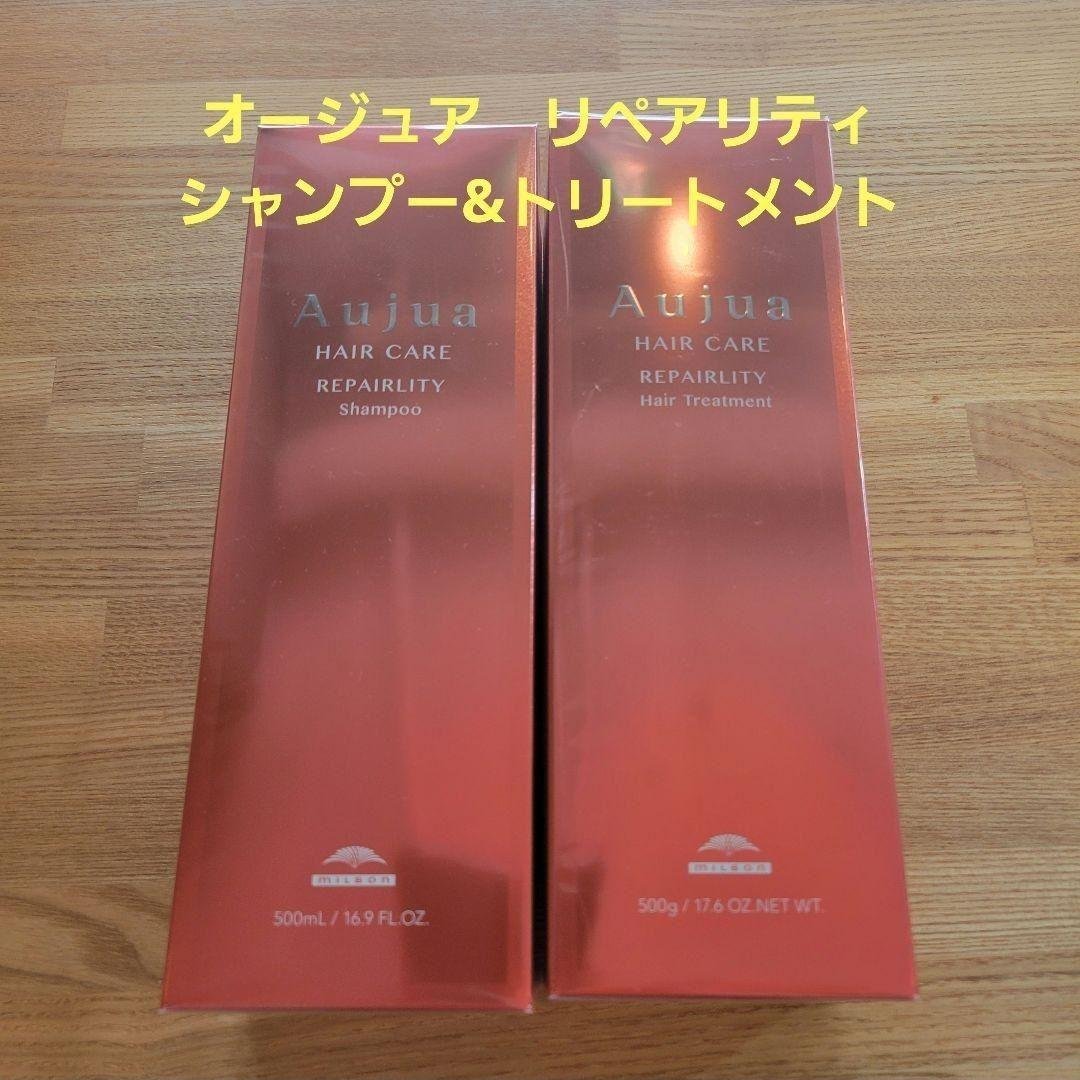 オージュア　リペアリティ
シャンプー&トリートメント
Aujua
HAIR CARE
REPAIRLITY
Shampoo
milbon
500mL / 16.9 FL.OZ.
Aujua
HAIR CARE
REPAIRLITY
Hair Treatment
milbon
500g / 17.6 OZ.NET WT.